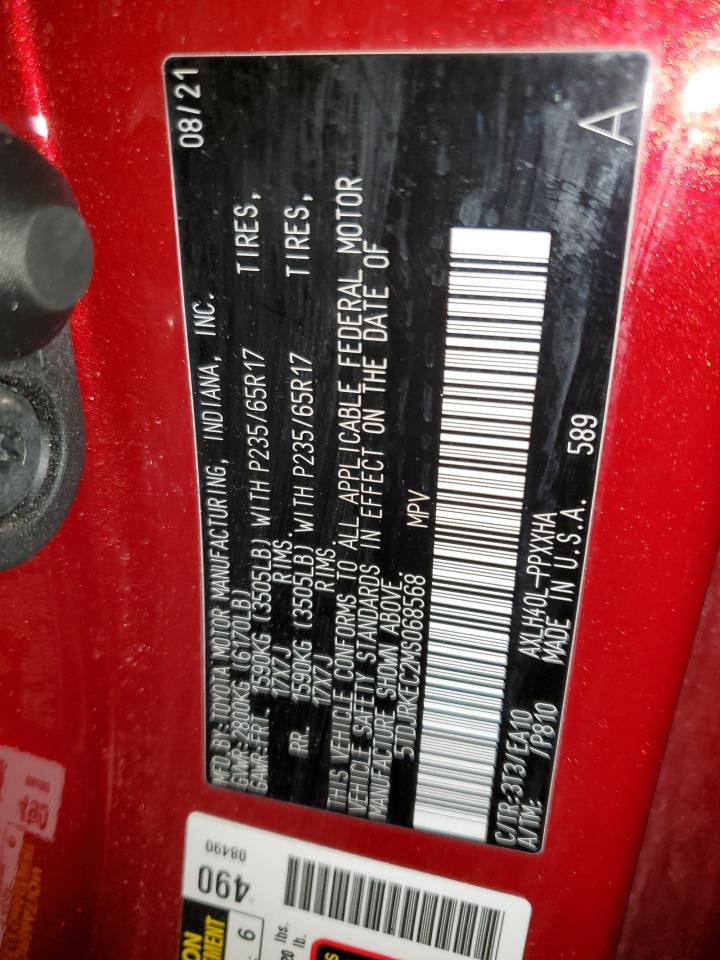 MFD BY: TOYOTA MOTOR MANUFACTURING, INDIANA, INC. 08/21
GVWR: 2800KG (6170LB)
GAWR: FRT 1590KG (3505LB) WITH P235/65R17 TIRES,
17X7J RIMS.
RR. 1590KG (3505LB) WITH P235/65R17 TIRES,
17X7J RIMS.
THIS VEHICLE CONFORMS TO ALL APPLICABLE FEDERAL MOTOR
VEHICLE SAFETY STANDARDS IN EFFECT ON THE DATE OF
MANUFACTURE SHOWN ABOVE.
5TDJRKEC2MS068568 MPV
C/TR: 3T3/EA10 AXLH40L-PPXXHA
A/TM: /P810 MADE IN U.S.A. 589
A
490
08490
6
lbs.
lb.